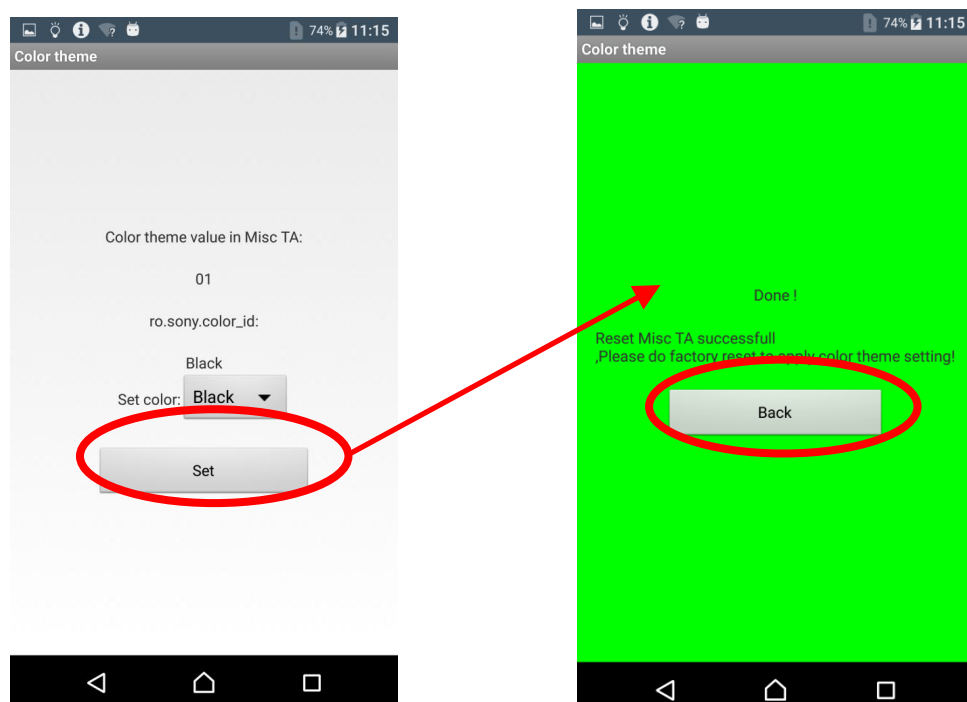 74% 11:15
Color theme
Color theme value in Misc TA:
01
ro.sony.color_id:
Black
Set color: Black
Set
74% 11:15
Color theme
Done !
Reset Misc TA successfull
,Please do factory reset to apply color theme setting!
Back